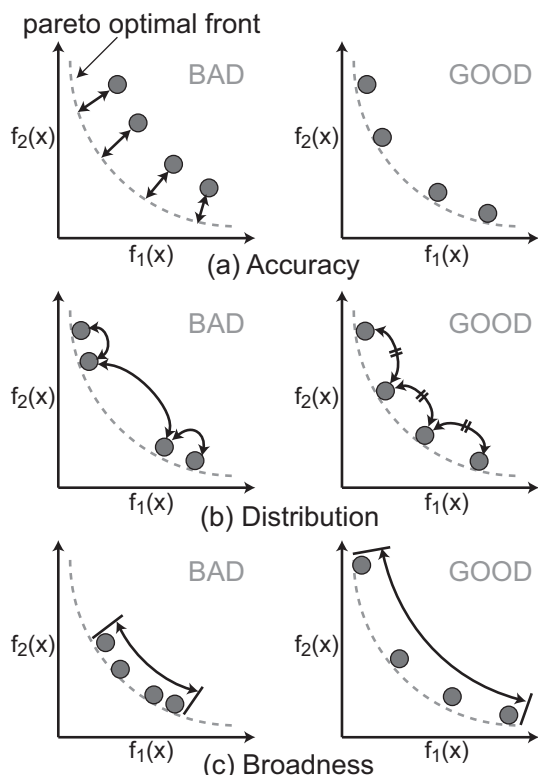 pareto optimal front
BAD
GOOD
f2(x)
f2(x)
f1(x)
f1(x)
(a) Accuracy
BAD
GOOD
f2(x)
f2(x)
f1(x)
f1(x)
(b) Distribution
BAD
GOOD
f2(x)
f2(x)
f1(x)
f1(x)
(c) Broadness